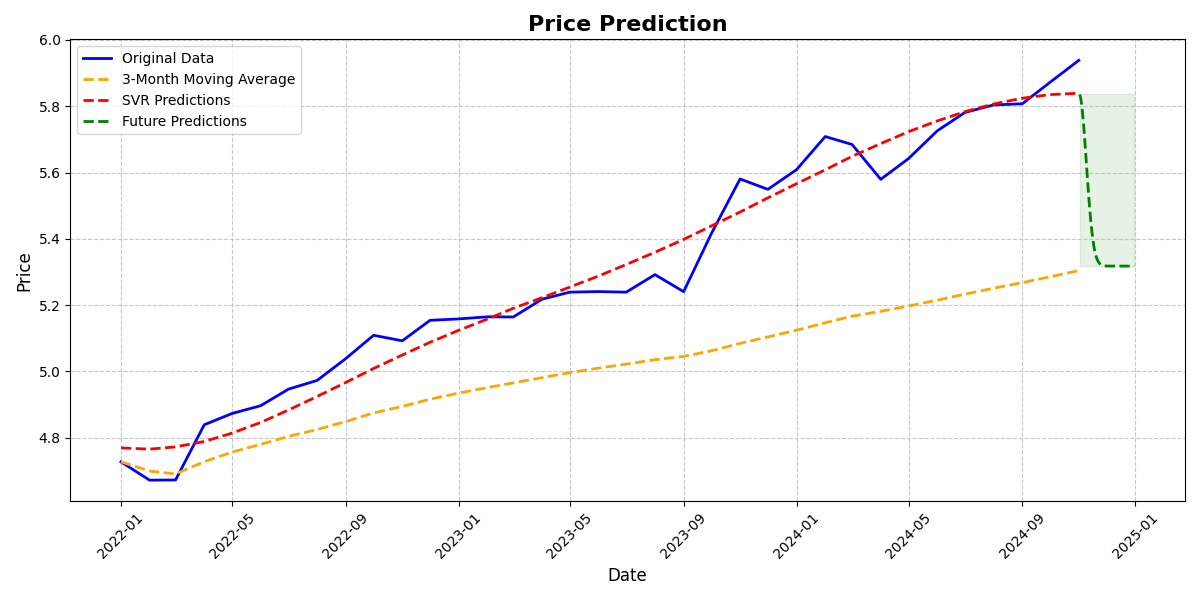 Price Prediction
Original Data
3-Month Moving Average
SVR Predictions
Future Predictions
Price
6.0
5.8
5.6
5.4
5.2
5.0
4.8
2022-01
2022-05
2022-09
2023-01
2023-05
2023-09
2024-01
2024-05
2024-09
2025-01
Date